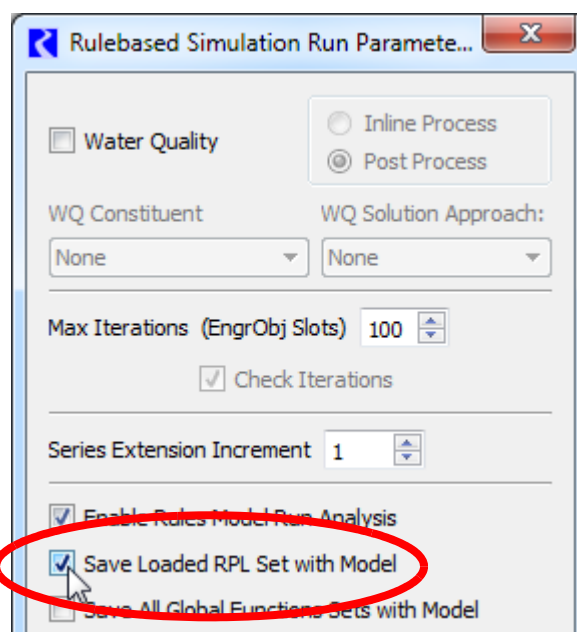 Rulebased Simulation Run Paramete...
Water Quality
Inline Process
Post Process
WQ Constituent WQ Solution Approach:
None None
Max Iterations (EngrObj Slots) 100
Check Iterations
Series Extension Increment 1
Enable Rules Model Run Analysis
Save Loaded RPL Set with Model
Save All Global Functions Sets with Model